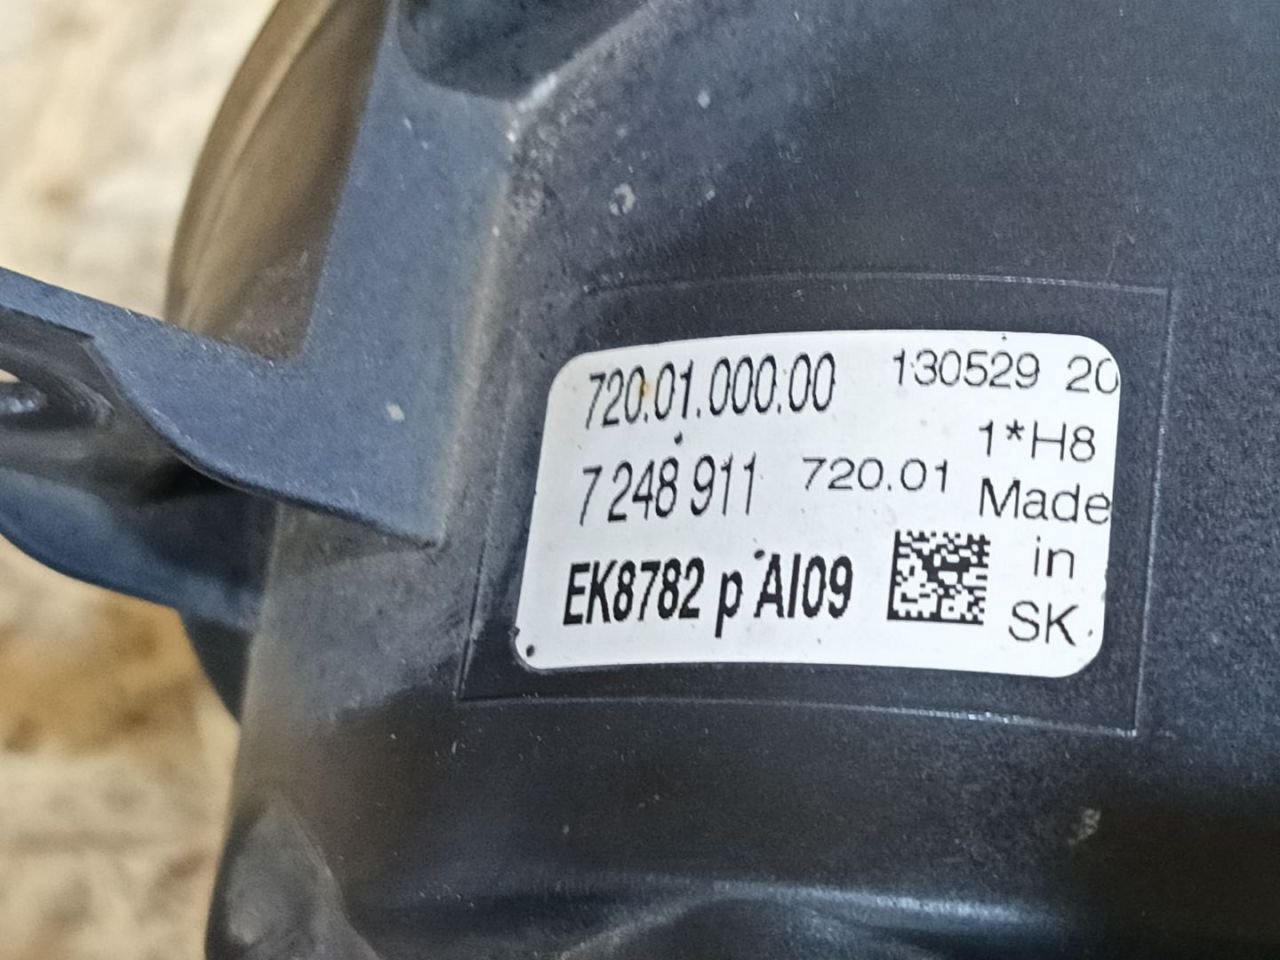 720.01.000.00 130529 20
1*H8
7 248 911 720.01
Made
in
EK8782 p AI09
SK